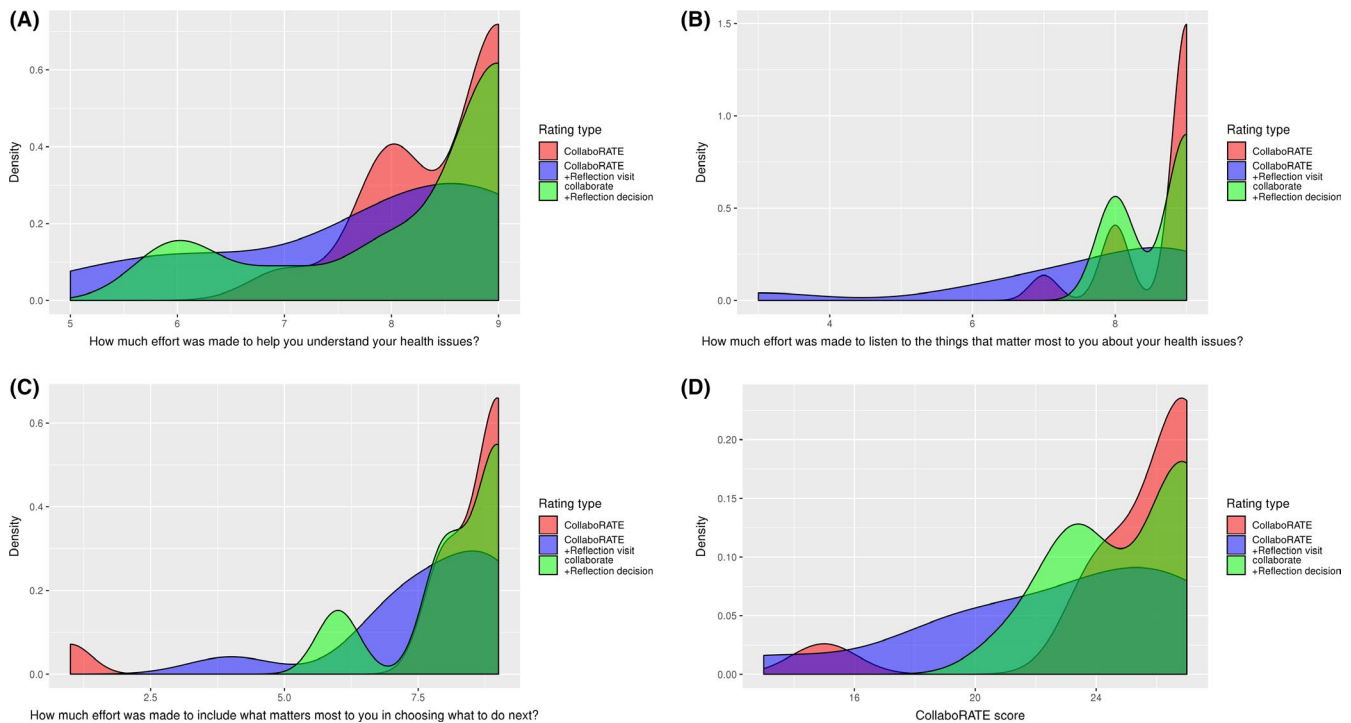 (A)
0.6
0.4
0.2
0.0
Density
5 6 7 8 9
How much effort was made to help you understand your health issues?
Rating type
CollaboRATE
CollaboRATE
+Reflection visit
collaborate
+Reflection decision
(B)
1.5
1.0
0.5
0.0
Density
4 6 8
How much effort was made to listen to the things that matter most to you about your health issues?
Rating type
CollaboRATE
CollaboRATE
+Reflection visit
collaborate
+Reflection decision
(C)
0.6
0.4
0.2
0.0
Density
2.5 5.0 7.5
How much effort was made to include what matters most to you in choosing what to do next?
Rating type
CollaboRATE
CollaboRATE
+Reflection visit
collaborate
+Reflection decision
(D)
0.20
0.15
0.10
0.05
0.00
Density
16 20 24
CollaboRATE score
Rating type
CollaboRATE
CollaboRATE
+Reflection visit
collaborate
+Reflection decision